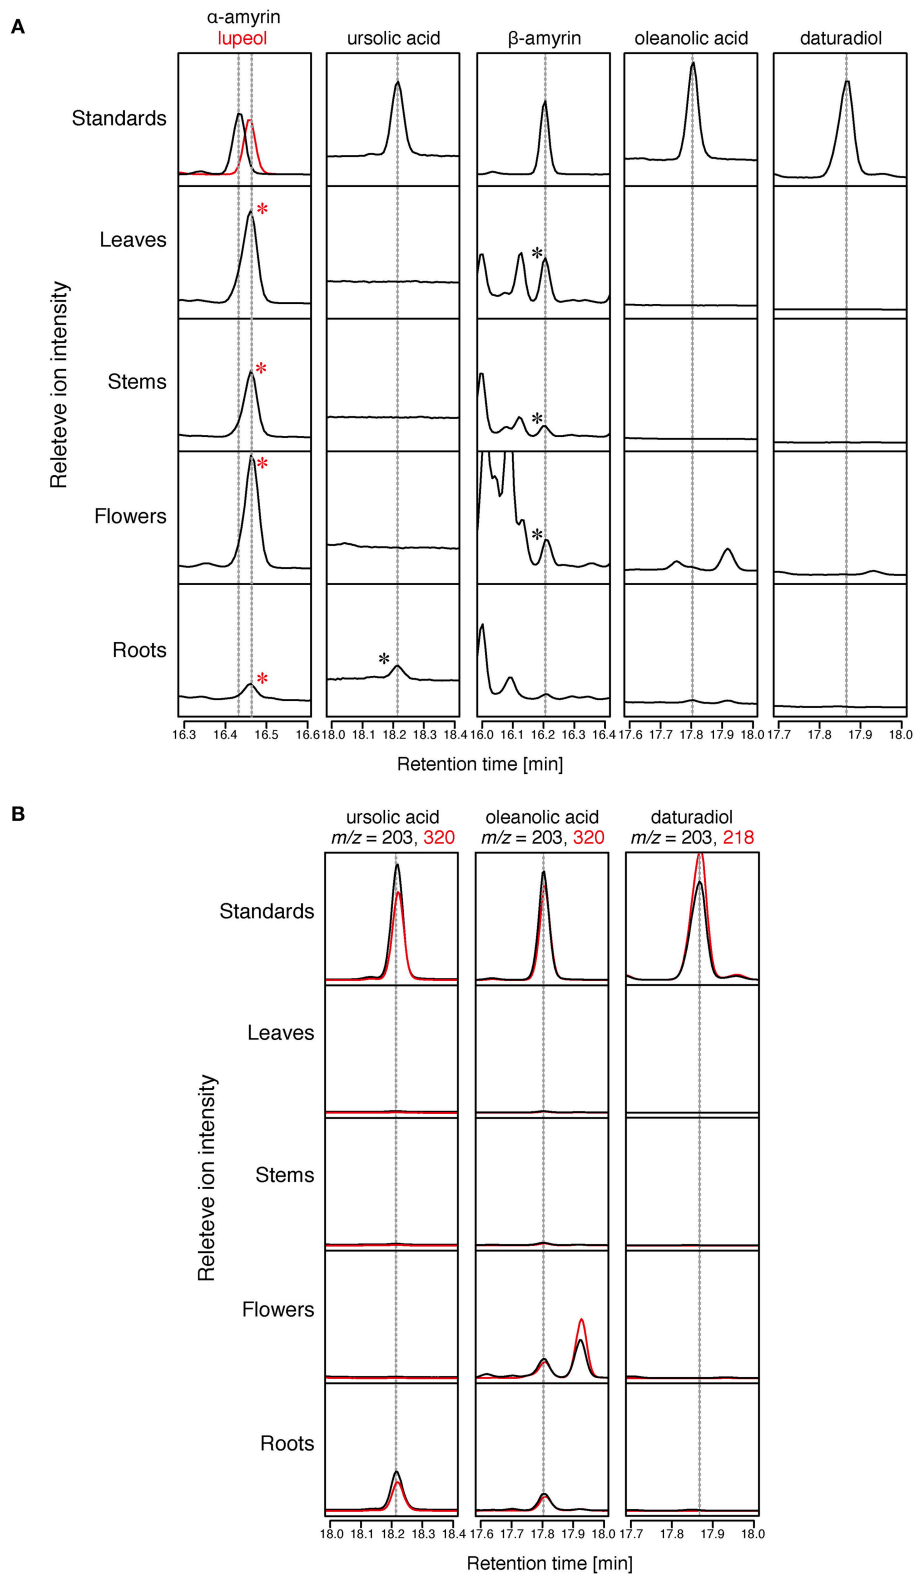 A
α-amyrin
lupeol
ursolic acid
β-amyrin
oleanolic acid
daturadiol
Standards
*
Leaves
*
*
Stems
*
*
Flowers
*
*
Roots
*
*
Releteve ion intensity
16.3 16.4 16.5 16.6
18.0 18.1 18.2 18.3 18.4
16.0 16.1 16.2 16.3 16.4
17.6 17.7 17.8 17.9 18.0
17.7 17.8 17.9 18.0
Retention time [min]
B
ursolic acid
m/z = 203, 320
oleanolic acid
m/z = 203, 320
daturadiol
m/z = 203, 218
Standards
Leaves
Stems
Flowers
Roots
Releteve ion intensity
18.0 18.1 18.2 18.3 18.4
17.6 17.7 17.8 17.9 18.0
17.7 17.8 17.9 18.0
Retention time [min]